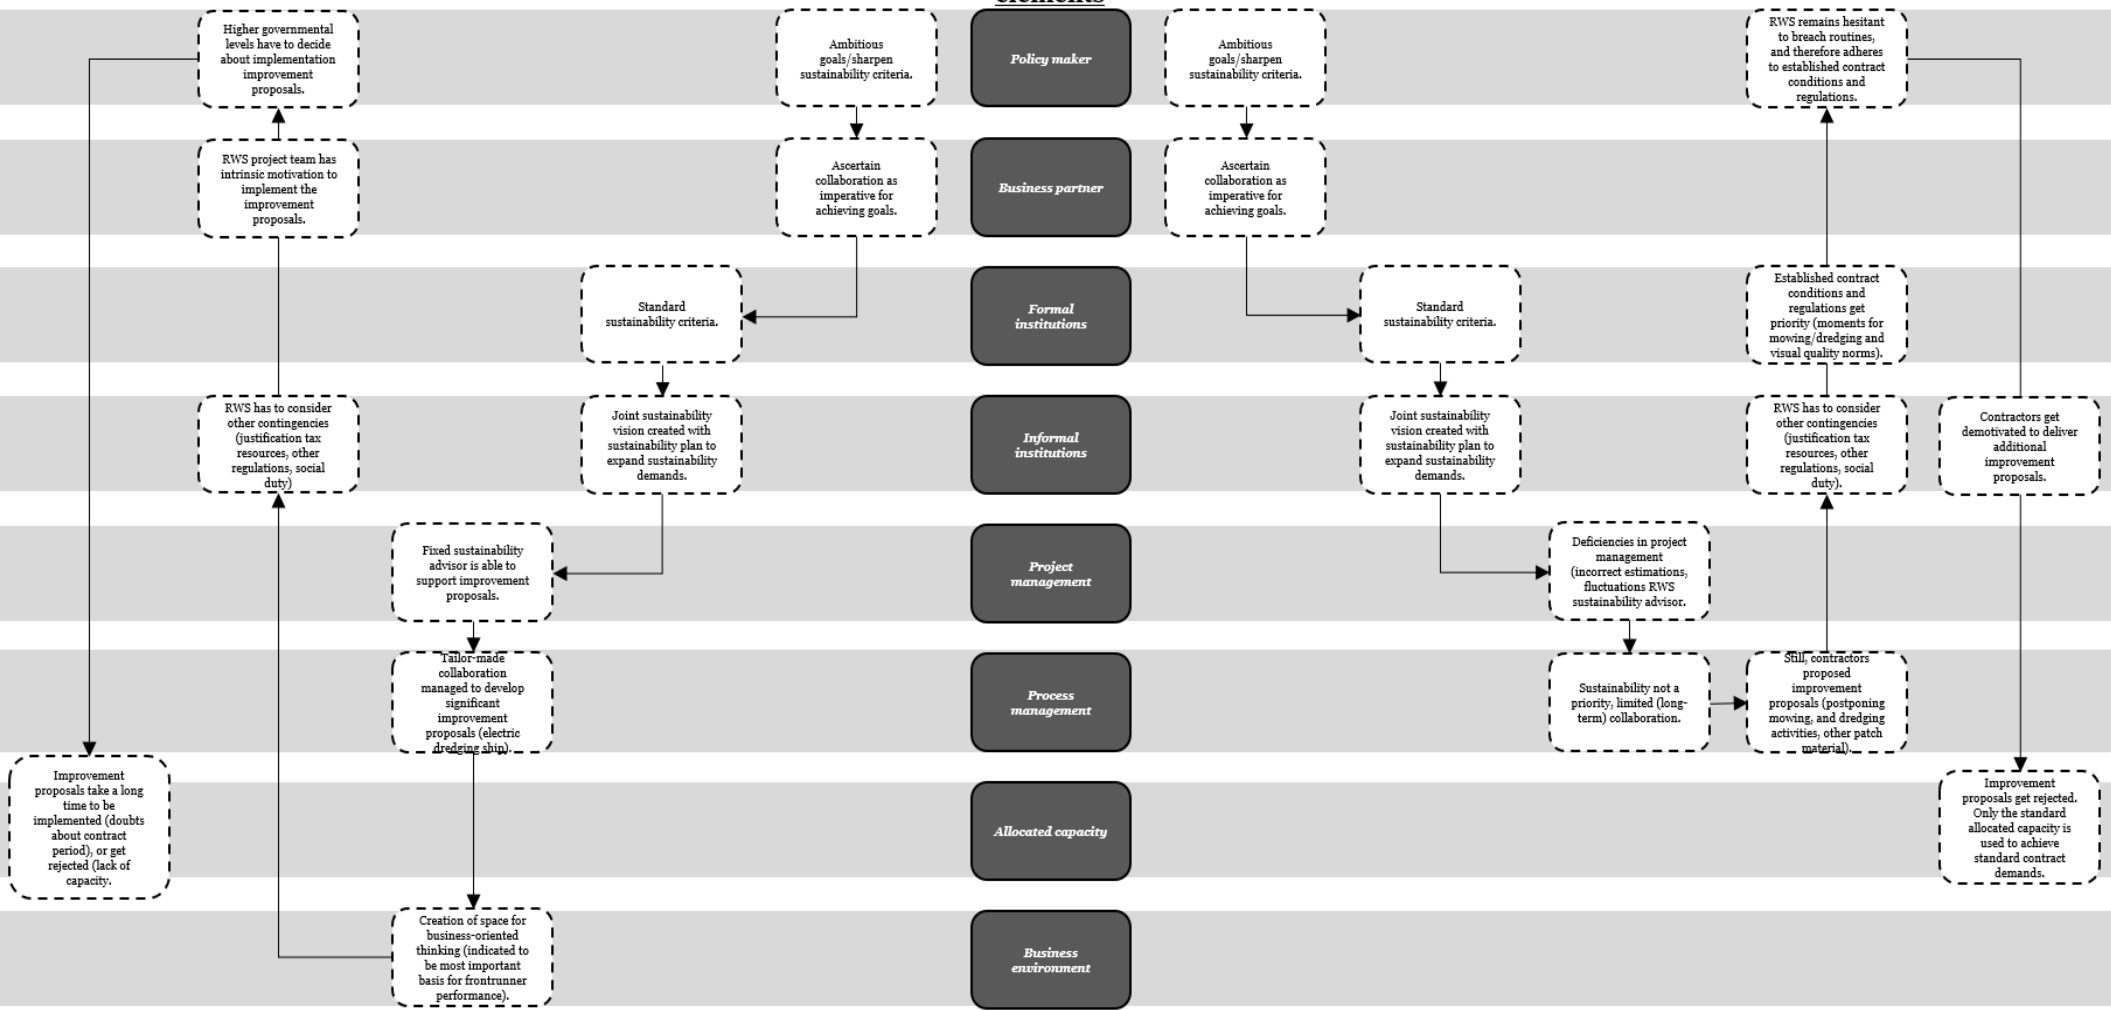 elements
Higher governmental
levels have to decide
about implementation
improvement
proposals.
Ambitious
goals/sharpen
sustainability criteria.
Policy maker
Ambitious
goals/sharpen
sustainability criteria.
RWS remains hesitant
to breach routines,
and therefore adheres
to established contract
conditions and
regulations.
RWS project team has
intrinsic motivation to
implement the
improvement
proposals.
Ascertain
collaboration as
imperative for
achieving goals.
Business partner
Ascertain
collaboration as
imperative for
achieving goals.
Standard
sustainability criteria.
Formal
institutions
Standard
sustainability criteria.
Established contract
conditions and
regulations get
priority (moments for
mowing/dredging and
visual quality norms).
RWS has to consider
other contingencies
(justification tax
resources, other
regulations, social
duty)
Joint sustainability
vision created with
sustainability plan to
expand sustainability
demands.
Informal
institutions
Joint sustainability
vision created with
sustainability plan to
expand sustainability
demands.
RWS has to consider
other contingencies
(justification tax
resources, other
regulations, social
duty).
Contractors get
demotivated to deliver
additional
improvement
proposals.
Fixed sustainability
advisor is able to
support improvement
proposals.
Project
management
Deficiencies in project
management
(incorrect estimations,
fluctuations RWS
sustainability advisor.
Tailor-made
collaboration
managed to develop
significant
improvement
proposals (electric
dredging ship).
Process
management
Sustainability not a
priority, limited (long-
term) collaboration.
Still, contractors
proposed
improvement
proposals (postponing
mowing, and dredging
activities, other patch
material).
Improvement
proposals take a long
time to be
implemented (doubts
about contract
period), or get
rejected (lack of
capacity.
Allocated capacity
Improvement
proposals get rejected.
Only the standard
allocated capacity is
used to achieve
standard contract
demands.
Creation of space for
business-oriented
thinking (indicated to
be most important
basis for frontrunner
performance).
Business
environment